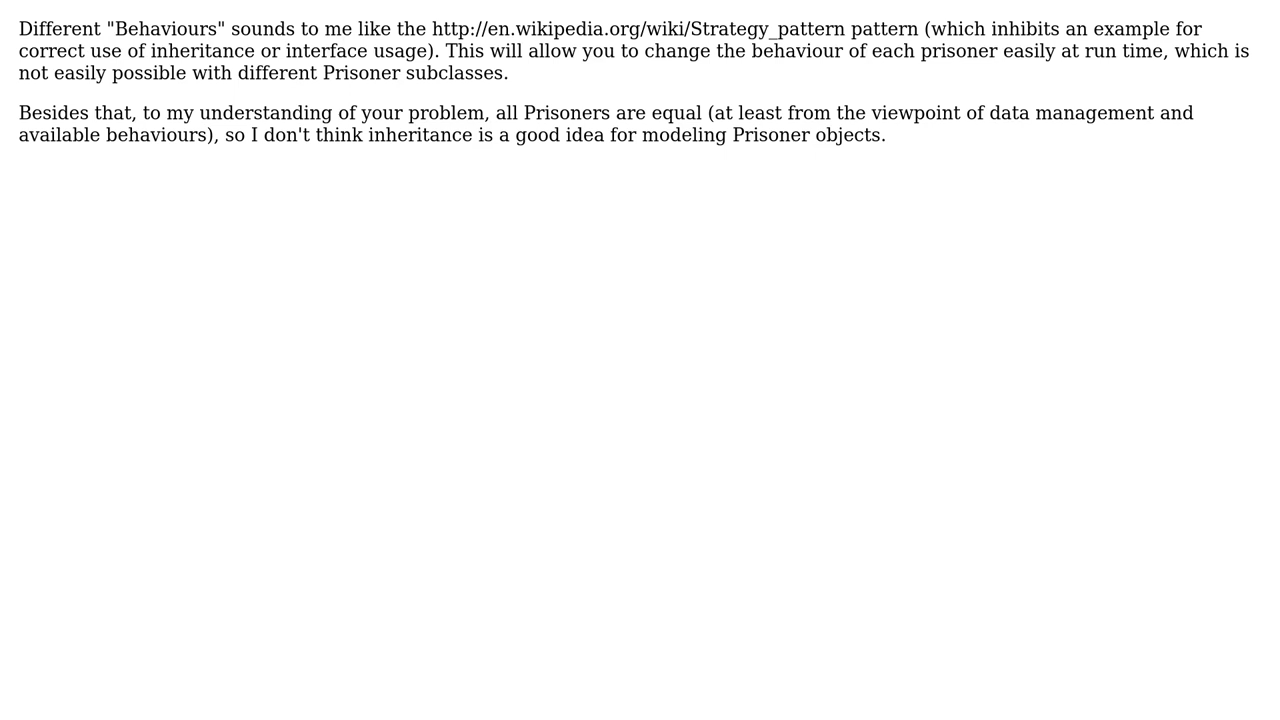 Different "Behaviours" sounds to me like the http://en.wikipedia.org/wiki/Strategy_pattern pattern (which inhibits an example for
correct use of inheritance or interface usage). This will allow you to change the behaviour of each prisoner easily at run time, which is
not easily possible with different Prisoner subclasses.
Besides that, to my understanding of your problem, all Prisoners are equal (at least from the viewpoint of data management and
available behaviours), so I don't think inheritance is a good idea for modeling Prisoner objects.